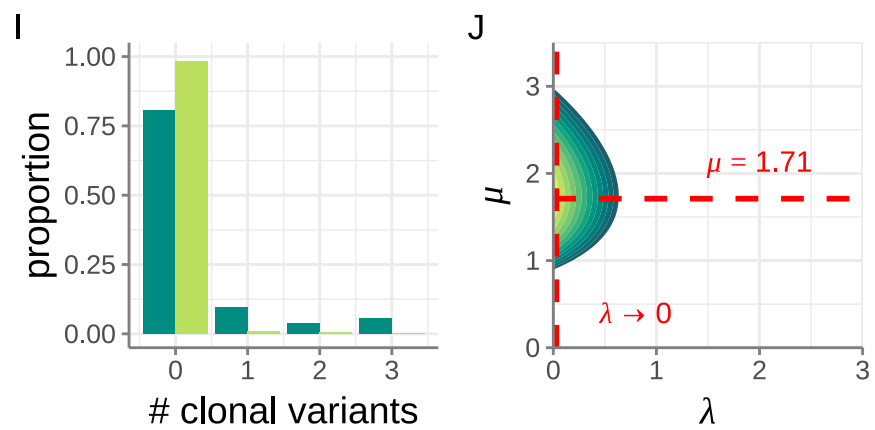 I
1.00
0.75
0.50
0.25
0.00
proportion
0 1 2 3
# clonal variants
J
3
2
1
0
μ
μ = 1.71
λ → 0
0 1 2 3
λ